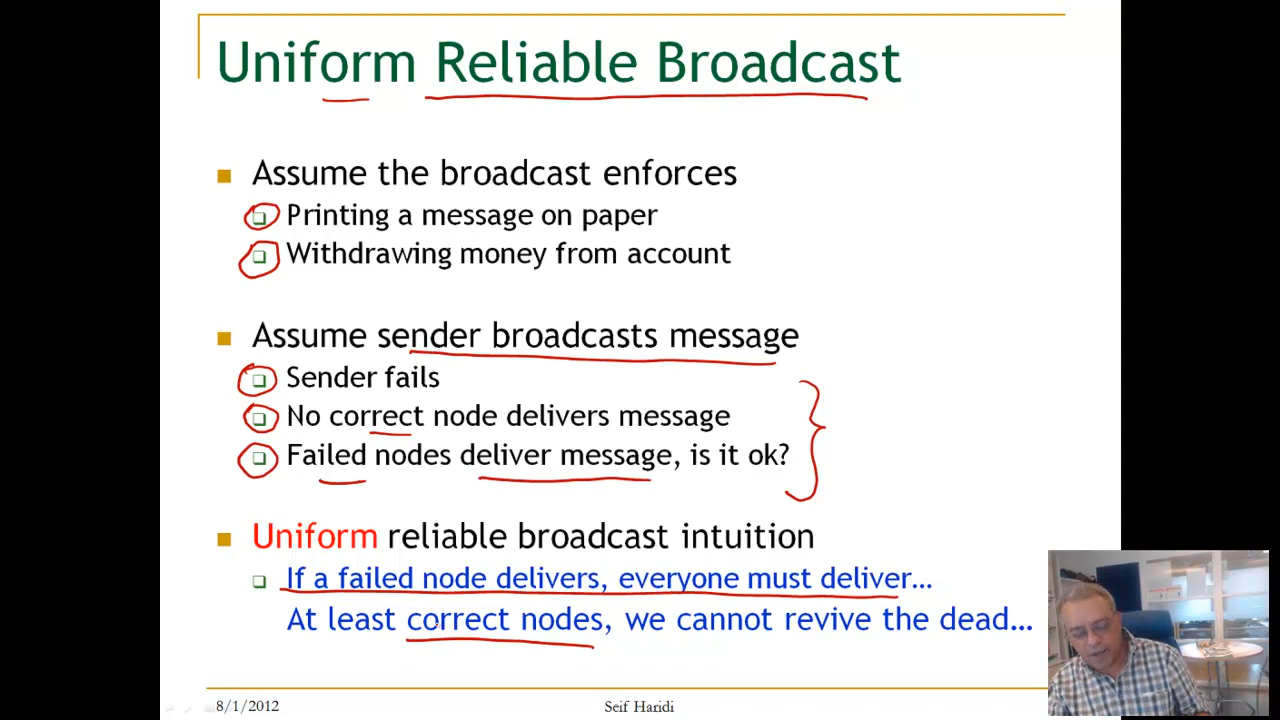 Uniform Reliable Broadcast
Assume the broadcast enforces
Printing a message on paper
Withdrawing money from account
Assume sender broadcasts message
Sender fails
No correct node delivers message
Failed nodes deliver message, is it ok?
Uniform reliable broadcast intuition
If a failed node delivers, everyone must deliver…
At least correct nodes, we cannot revive the dead…
8/1/2012
Seif Haridi